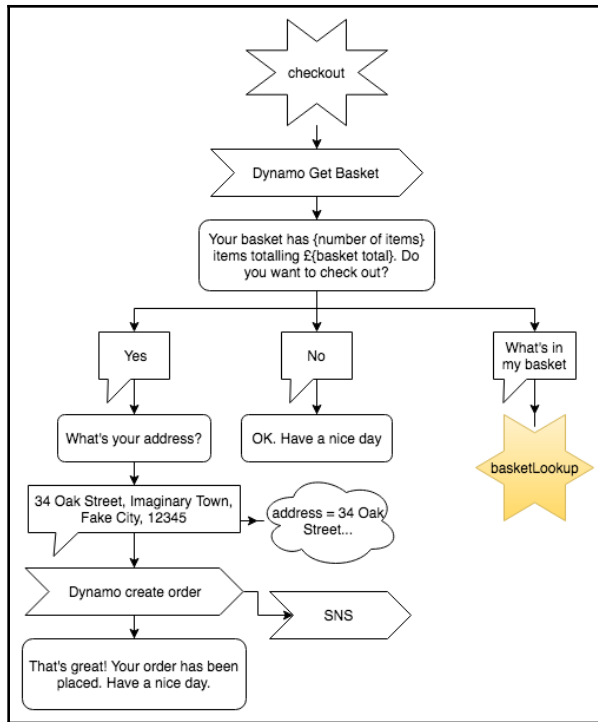 checkout
Dynamo Get Basket
Your basket has {number of items}
items totalling £{basket total}. Do
you want to check out?
Yes
No
What's in
my basket
What's your address?
OK. Have a nice day
basketLookup
34 Oak Street, Imaginary Town,
Fake City, 12345
address = 34 Oak
Street...
Dynamo create order
SNS
That's great! Your order has been
placed. Have a nice day.